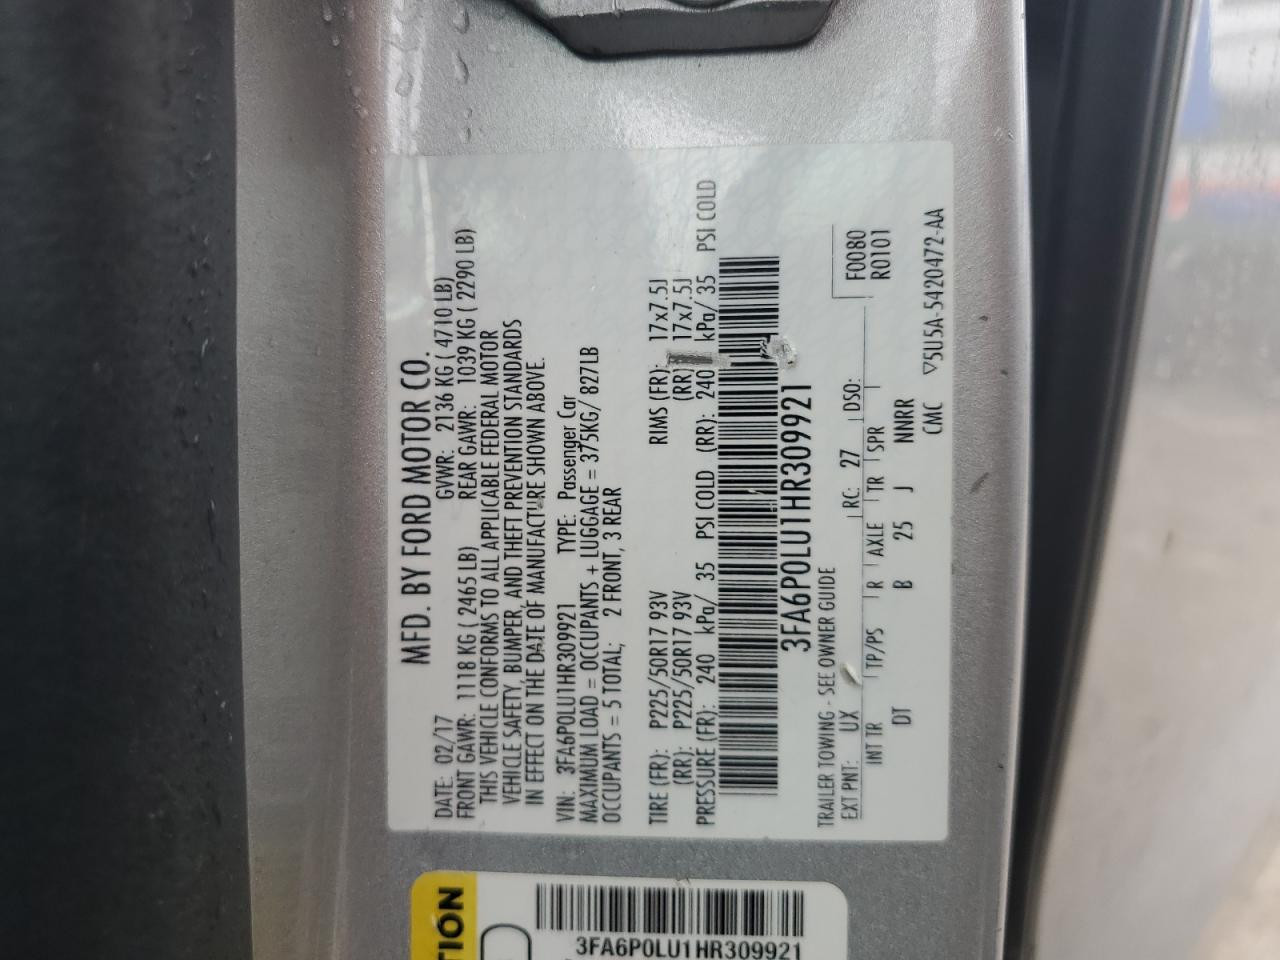 MFD. BY FORD MOTOR CO.
DATE: 02/17 GVWR: 2136 KG ( 4710 LB)
FRONT GAWR: 1118 KG ( 2465 LB) REAR GAWR: 1039 KG ( 2290 LB)
THIS VEHICLE CONFORMS TO ALL APPLICABLE FEDERAL MOTOR
VEHICLE SAFETY, BUMPER, AND THEFT PREVENTION STANDARDS
IN EFFECT ON THE DATE OF MANUFACTURE SHOWN ABOVE.
VIN: 3FA6P0LU1HR309921 TYPE: Passenger Car
MAXIMUM LOAD = OCCUPANTS + LUGGAGE = 375KG/ 827LB
OCCUPANTS = 5 TOTAL; 2 FRONT, 3 REAR
TIRE (FR): P225/50R17 93V RIMS (FR): 17x7.5J
(RR): P225/50R17 93V (RR): 17x7.5J
PRESSURE (FR): 240 kPa/ 35 PSI COLD (RR): 240 kPa/ 35 PSI COLD
3FA6P0LU1HR309921
TRAILER TOWING - SEE OWNER GUIDE F0080
EXT PNT: UX RC: 27 DSO: R0101
INT TR TP/PS R AXLE TR SPR
DT B 25 J NNRR
CMC ▽5U5A-5420472-AA
TION
3FA6P0LU1HR309921